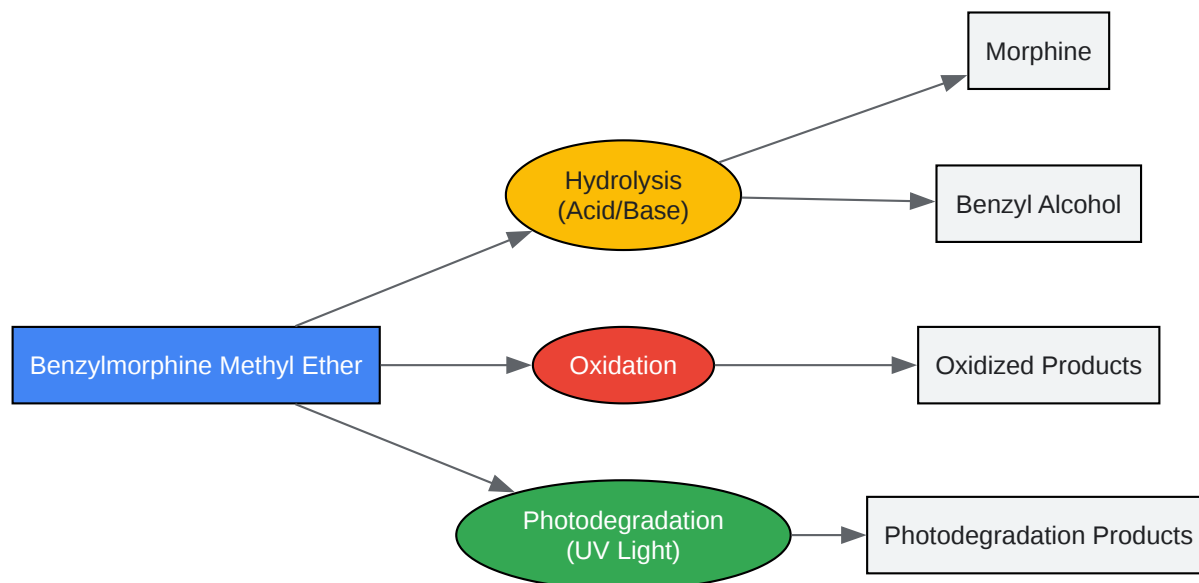 Morphine
Hydrolysis
(Acid/Base)
Benzyl Alcohol
Benzylmorphine Methyl Ether
Oxidation
Oxidized Products
Photodegradation
(UV Light)
Photodegradation Products